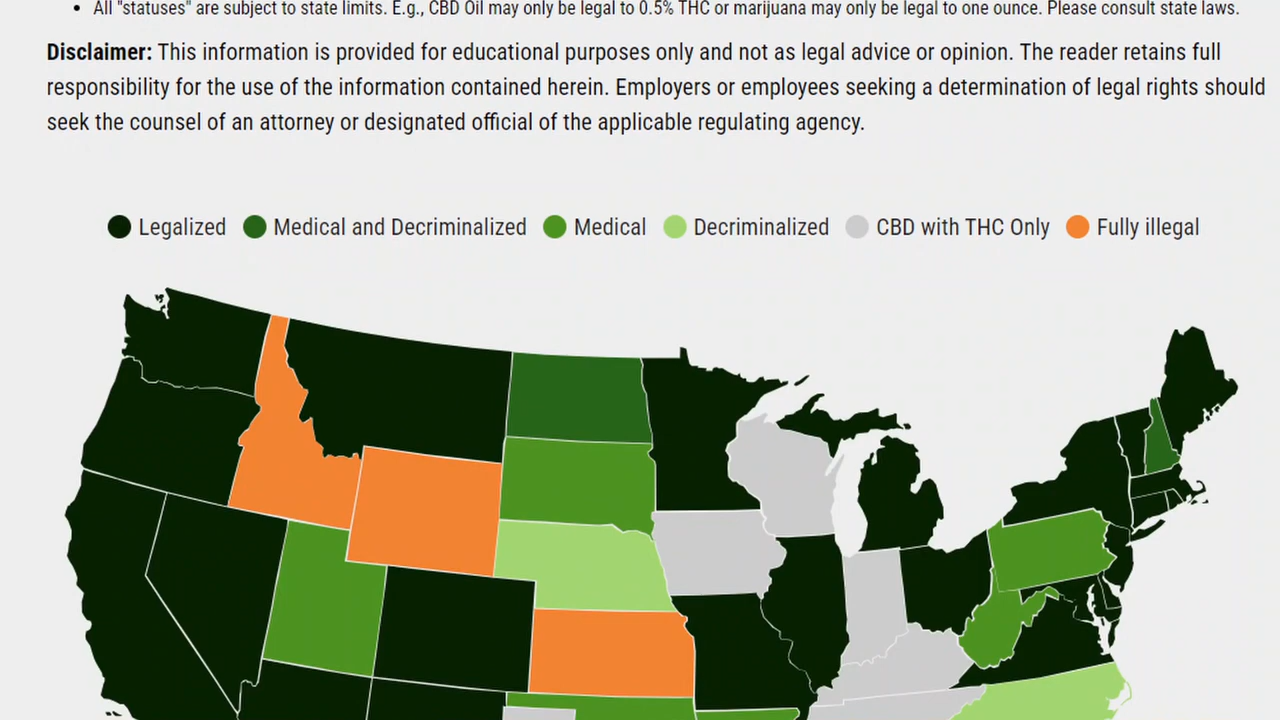 • All "statuses" are subject to state limits. E.g., CBD Oil may only be legal to 0.5% THC or marijuana may only be legal to one ounce. Please consult state laws.
Disclaimer: This information is provided for educational purposes only and not as legal advice or opinion. The reader retains full
responsibility for the use of the information contained herein. Employers or employees seeking a determination of legal rights should
seek the counsel of an attorney or designated official of the applicable regulating agency.
Legalized Medical and Decriminalized Medical Decriminalized CBD with THC Only Fully illegal